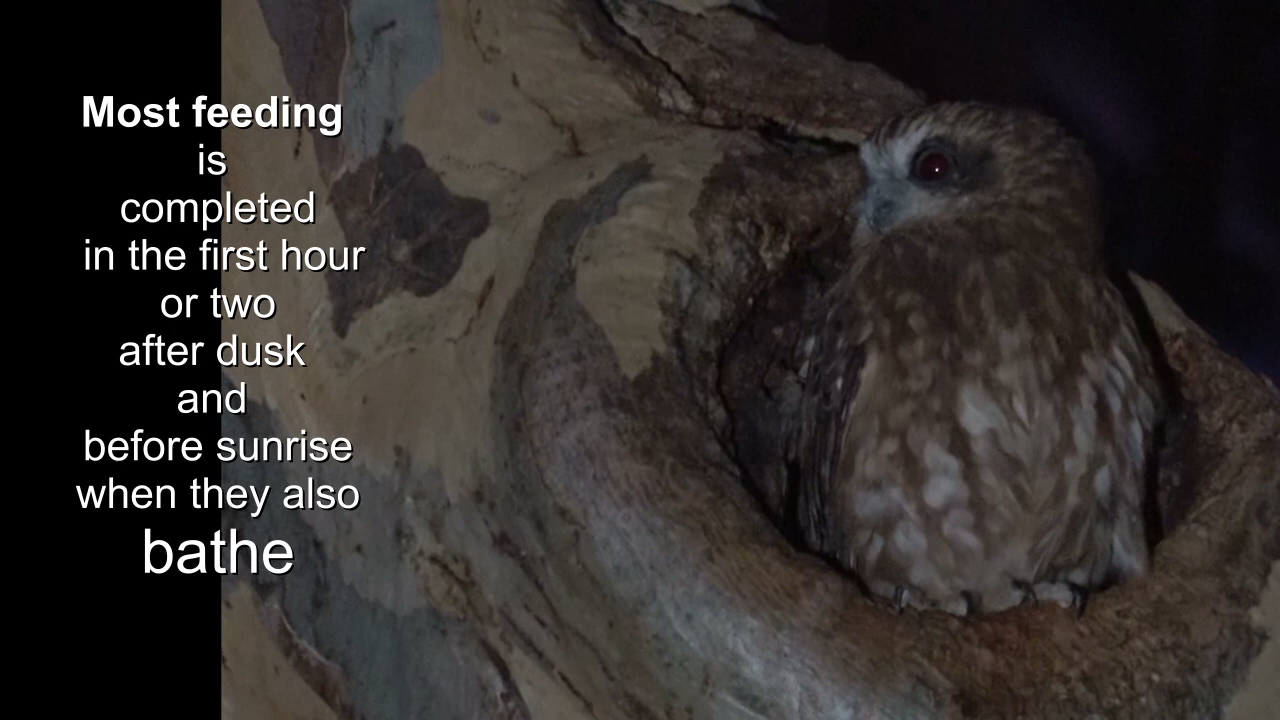 Most feeding
is
completed
in the first hour
or two
after dusk
and
before sunrise
when they also
bathe